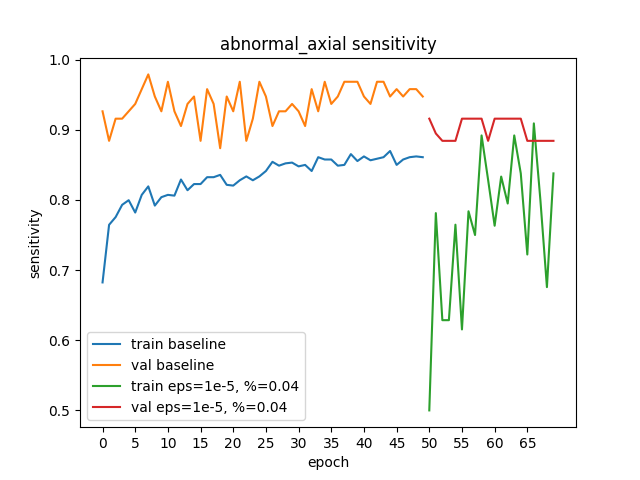 abnormal_axial sensitivity
1.0
0.9
0.8
0.7
0.6
0.5
sensitivity
train baseline
val baseline
train eps=1e-5, %=0.04
val eps=1e-5, %=0.04
0 5 10 15 20 25 30 35 40 45 50 55 60 65
epoch